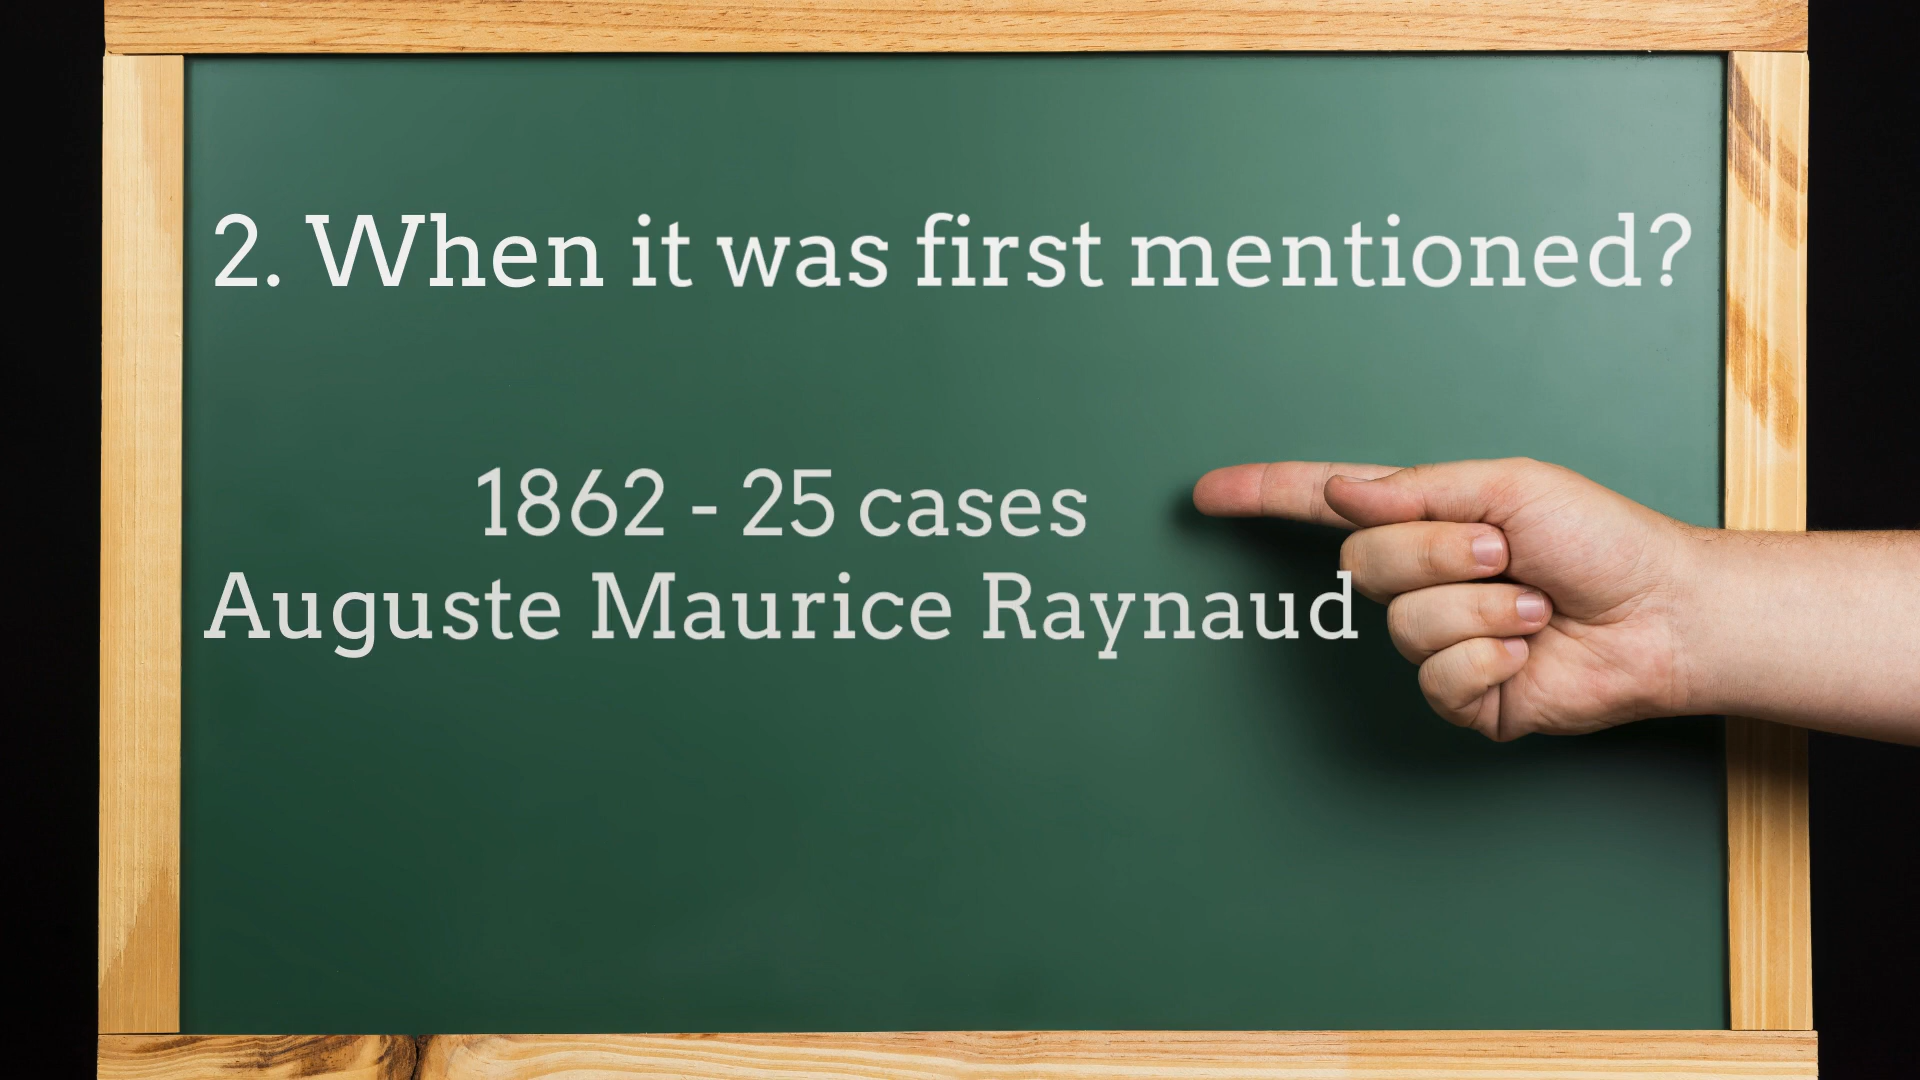 2. When it was first mentioned?
1862 - 25 cases
Auguste Maurice Raynaud